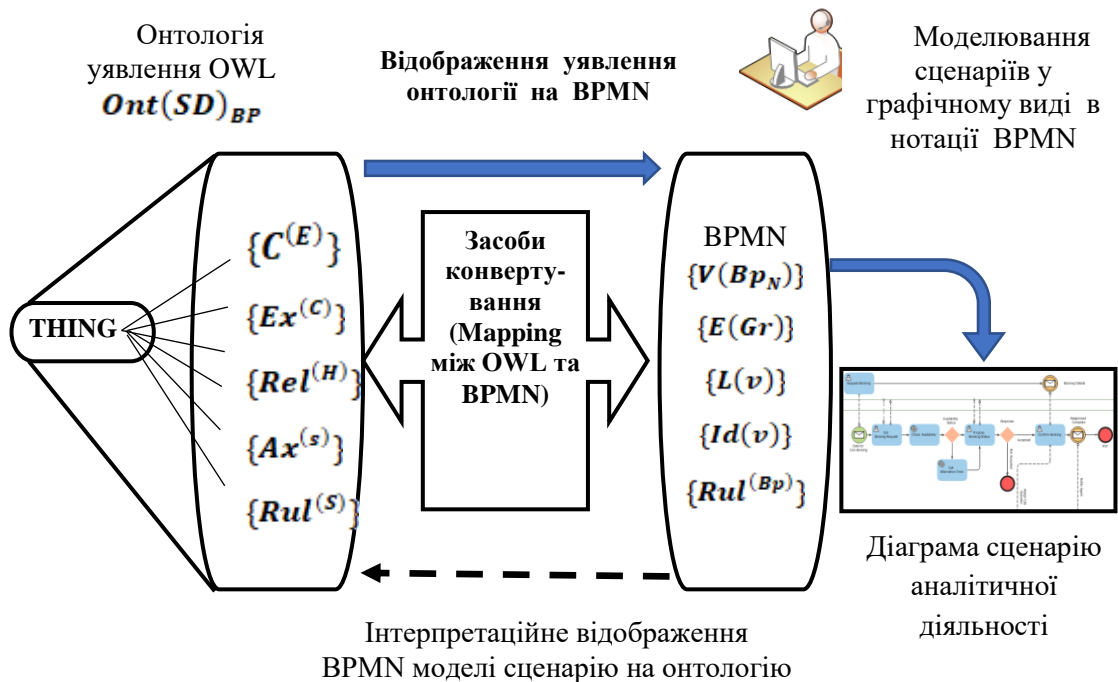 Онтологія
уявлення OWL
Ont(SD)_BP
Відображення уявлення
онтології на BPMN
Моделювання
сценаріїв у
графічному виді в
нотації BPMN
THING
{C^(E)}
{Ex^(C)}
{Rel^(H)}
{Ax^(s)}
{Rul^(S)}
Засоби
конверту-
вання
(Mapping
між OWL та
BPMN)
BPMN
{V(Bp_N)}
{E(Gr)}
{L(v)}
{Id(v)}
{Rul^(Bp)}
Діаграма сценарію
аналітичної
діяльності
Інтерпретаційне відображення
BPMN моделі сценарію на онтологію